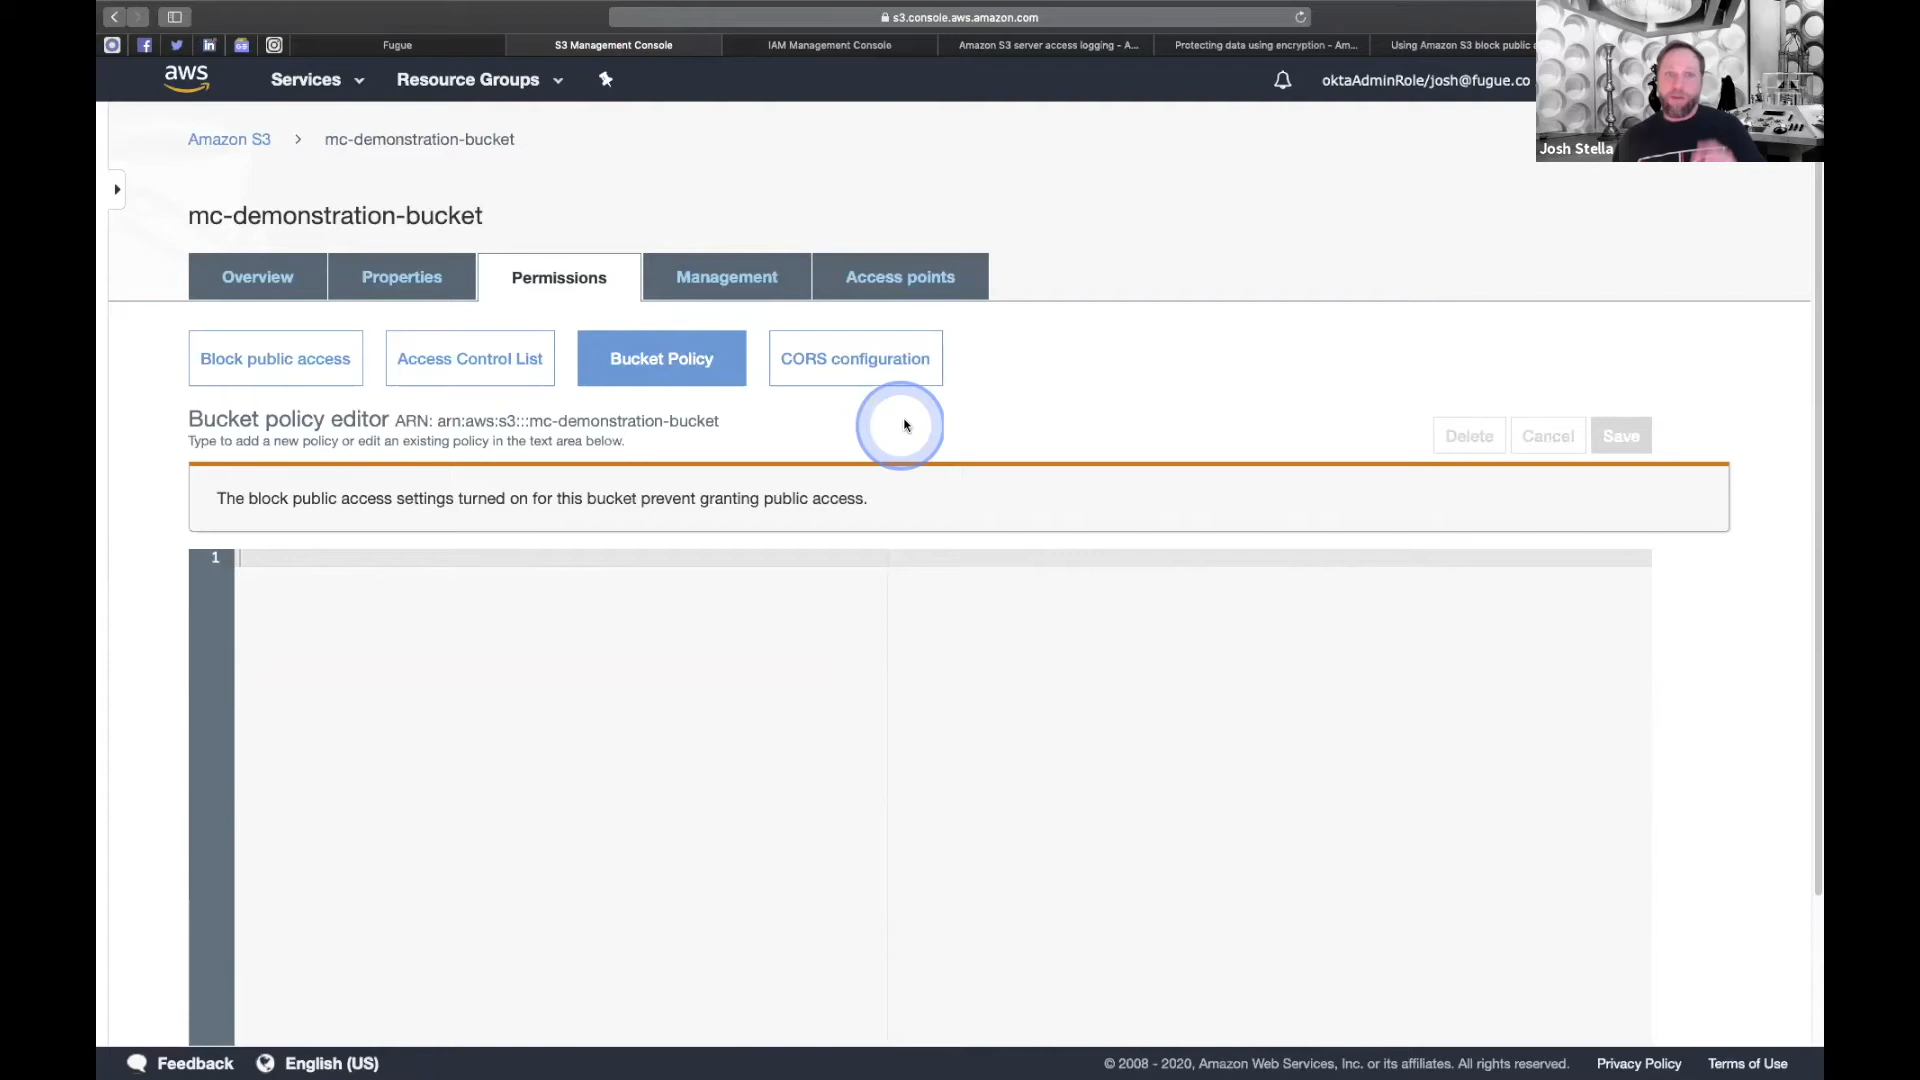 s3.console.aws.amazon.com
Fugue
S3 Management Console
IAM Management Console
Amazon S3 server access logging - A...
Protecting data using encryption - Am...
Using Amazon S3 block public
aws
Services
Resource Groups
oktaAdminRole/josh@fugue.co
Josh Stella
Amazon S3
mc-demonstration-bucket
mc-demonstration-bucket
Overview
Properties
Permissions
Management
Access points
Block public access
Access Control List
Bucket Policy
CORS configuration
Bucket policy editor ARN: arn:aws:s3:::mc-demonstration-bucket
Type to add a new policy or edit an existing policy in the text area below.
Delete
Cancel
Save
The block public access settings turned on for this bucket prevent granting public access.
1
Feedback
English (US)
© 2008 - 2020, Amazon Web Services, Inc. or its affiliates. All rights reserved.
Privacy Policy
Terms of Use